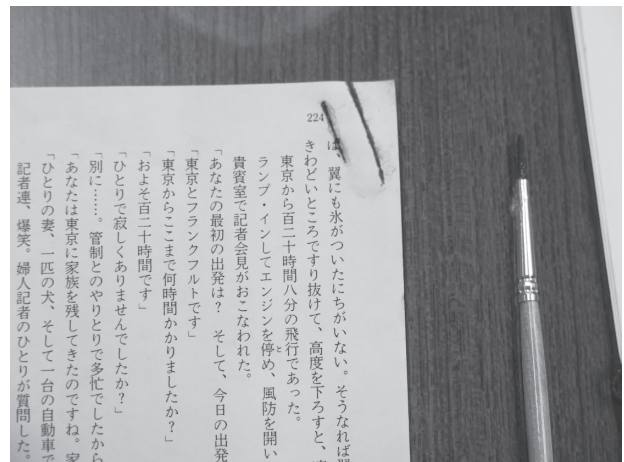 224
は、翼にも氷がついたにちがいない。そうなれば翼
きわどいところですり抜けて、高度を下ろすと、
東京から百二十時間八分の飛行であった。
ランプ・インしてエンジンを停め、風防を開い
貴賓室で記者会見がおこなわれた。
「あなたの最初の出発は？　そして、今日の出発
「東京とフランクフルトです」
「東京からここまで何時間かかりましたか？」
「およそ百二十時間です」
「ひとりで寂しくありませんでしたか？」
「別に……。管制とのやりとりで多忙でしたから
「あなたは東京に家族を残してきたのですね。家
「ひとりの妻、一匹の犬、そして一台の自動車で
記者連、爆笑。婦人記者のひとりが質問した。